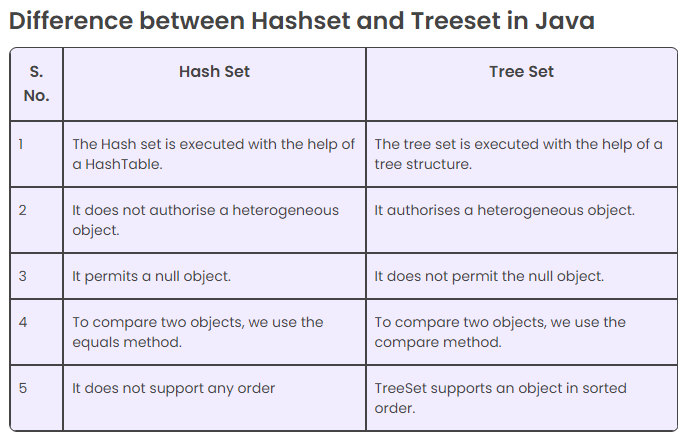 Difference between Hashset and Treeset in Java
S. No.
Hash Set
Tree Set
1
The Hash set is executed with the help of
a HashTable.
The tree set is executed with the help of a
tree structure.
2
It does not authorise a heterogeneous
object.
It authorises a heterogeneous object.
3
It permits a null object.
It does not permit the null object.
4
To compare two objects, we use the
equals method.
To compare two objects, we use the
compare method.
5
It does not support any order
TreeSet supports an object in sorted
order.